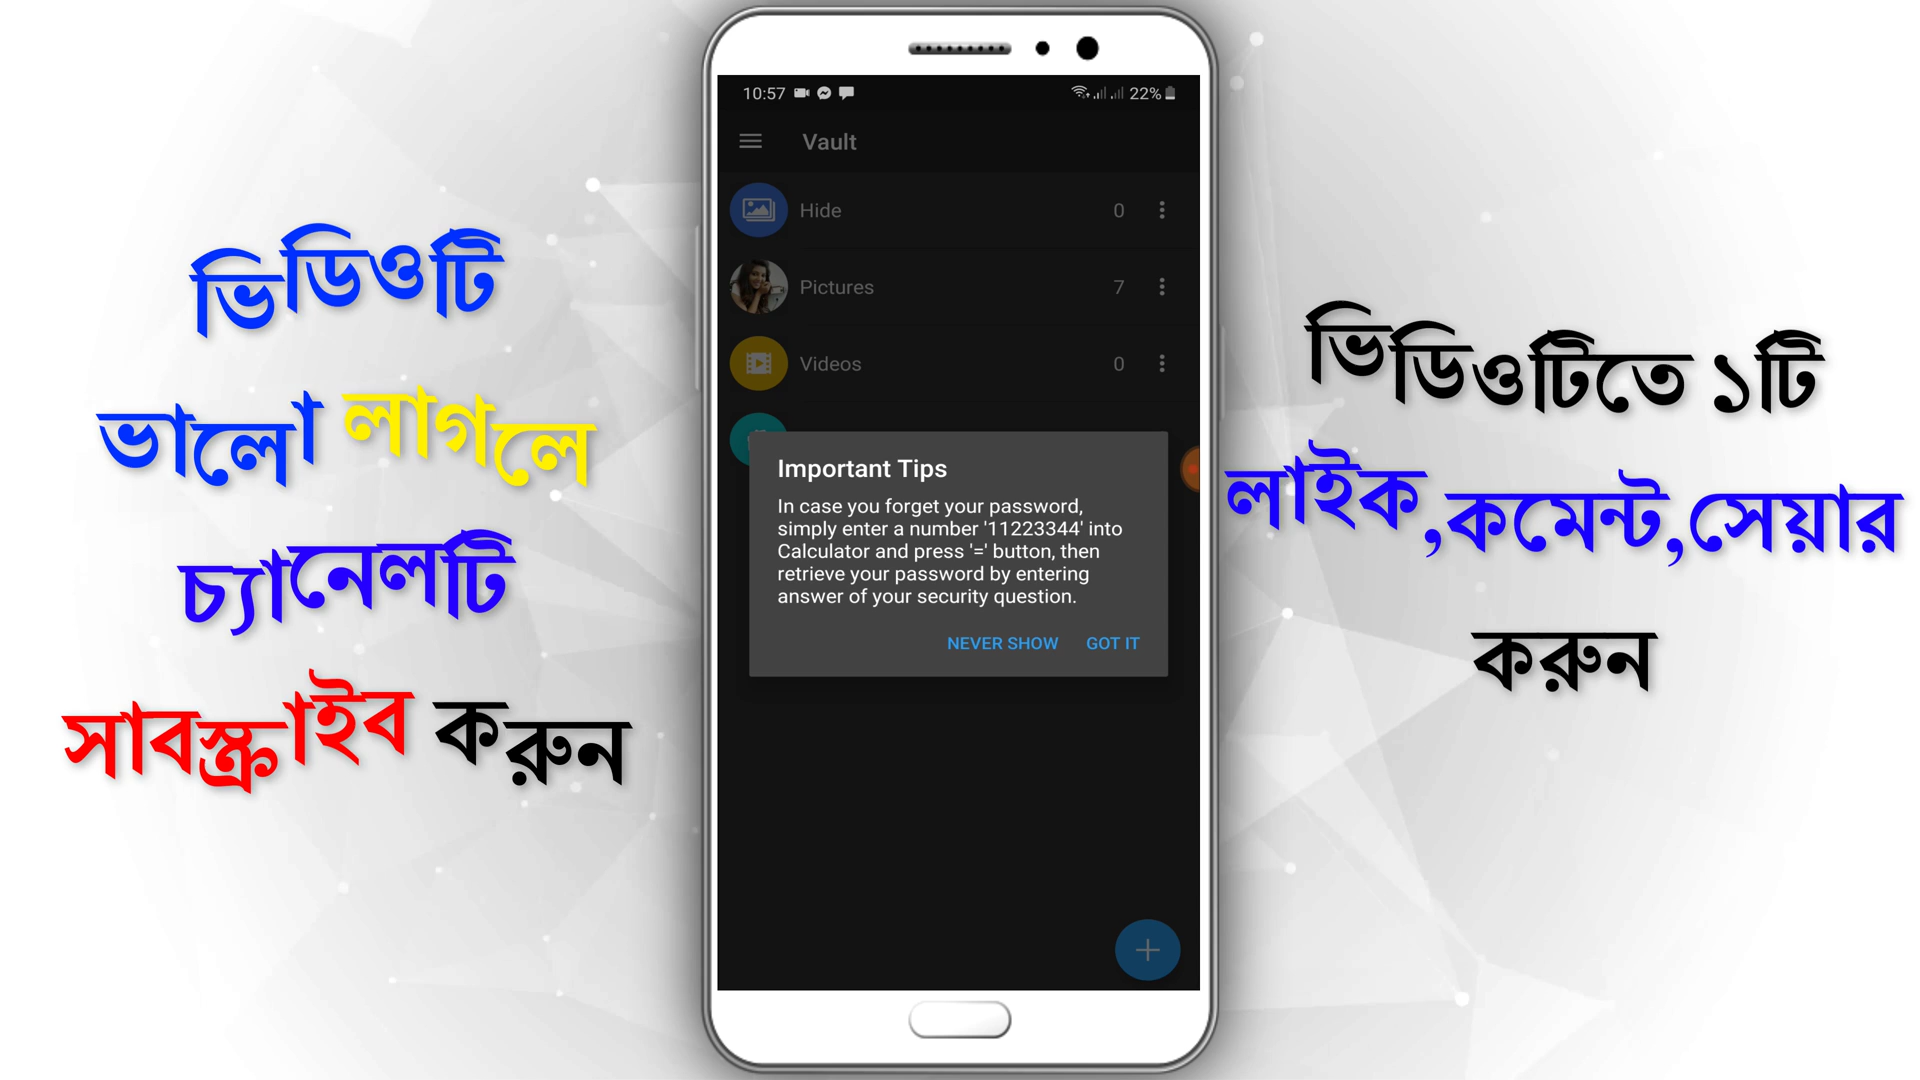 ভিডিওটি
ভালো লাগলে
চ্যানেলটি
সাবস্ক্রাইব করুন
10:57
22%
Vault
Hide 0
Pictures 7
Videos 0
Important Tips
In case you forget your password,
simply enter a number '11223344' into
Calculator and press '=' button, then
retrieve your password by entering
answer of your security question.
NEVER SHOW GOT IT
ভিডিওটিতে ১টি
লাইক,কমেন্ট,সেয়ার
করুন